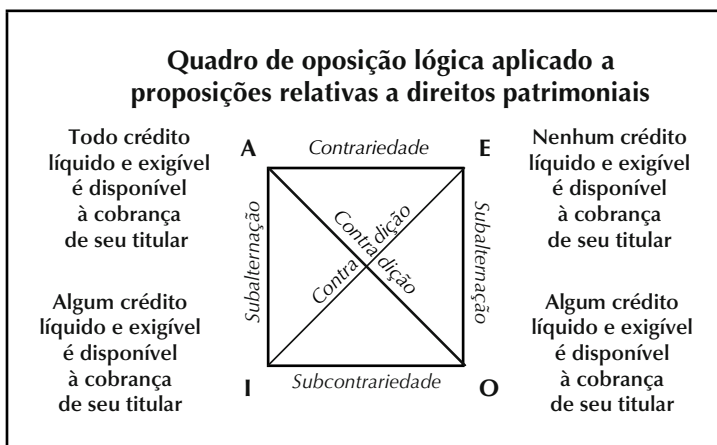 Quadro de oposição lógica aplicado a
proposições relativas a direitos patrimoniais
Todo crédito
líquido e exigível
é disponível
à cobrança
de seu titular
A
Contrariedade
E
Nenhum crédito
líquido e exigível
é disponível
à cobrança
de seu titular
Subalternação
Contradição
Contradição
Subalternação
Algum crédito
líquido e exigível
é disponível
à cobrança
de seu titular
I
Subcontrariedade
O
Algum crédito
líquido e exigível
é disponível
à cobrança
de seu titular